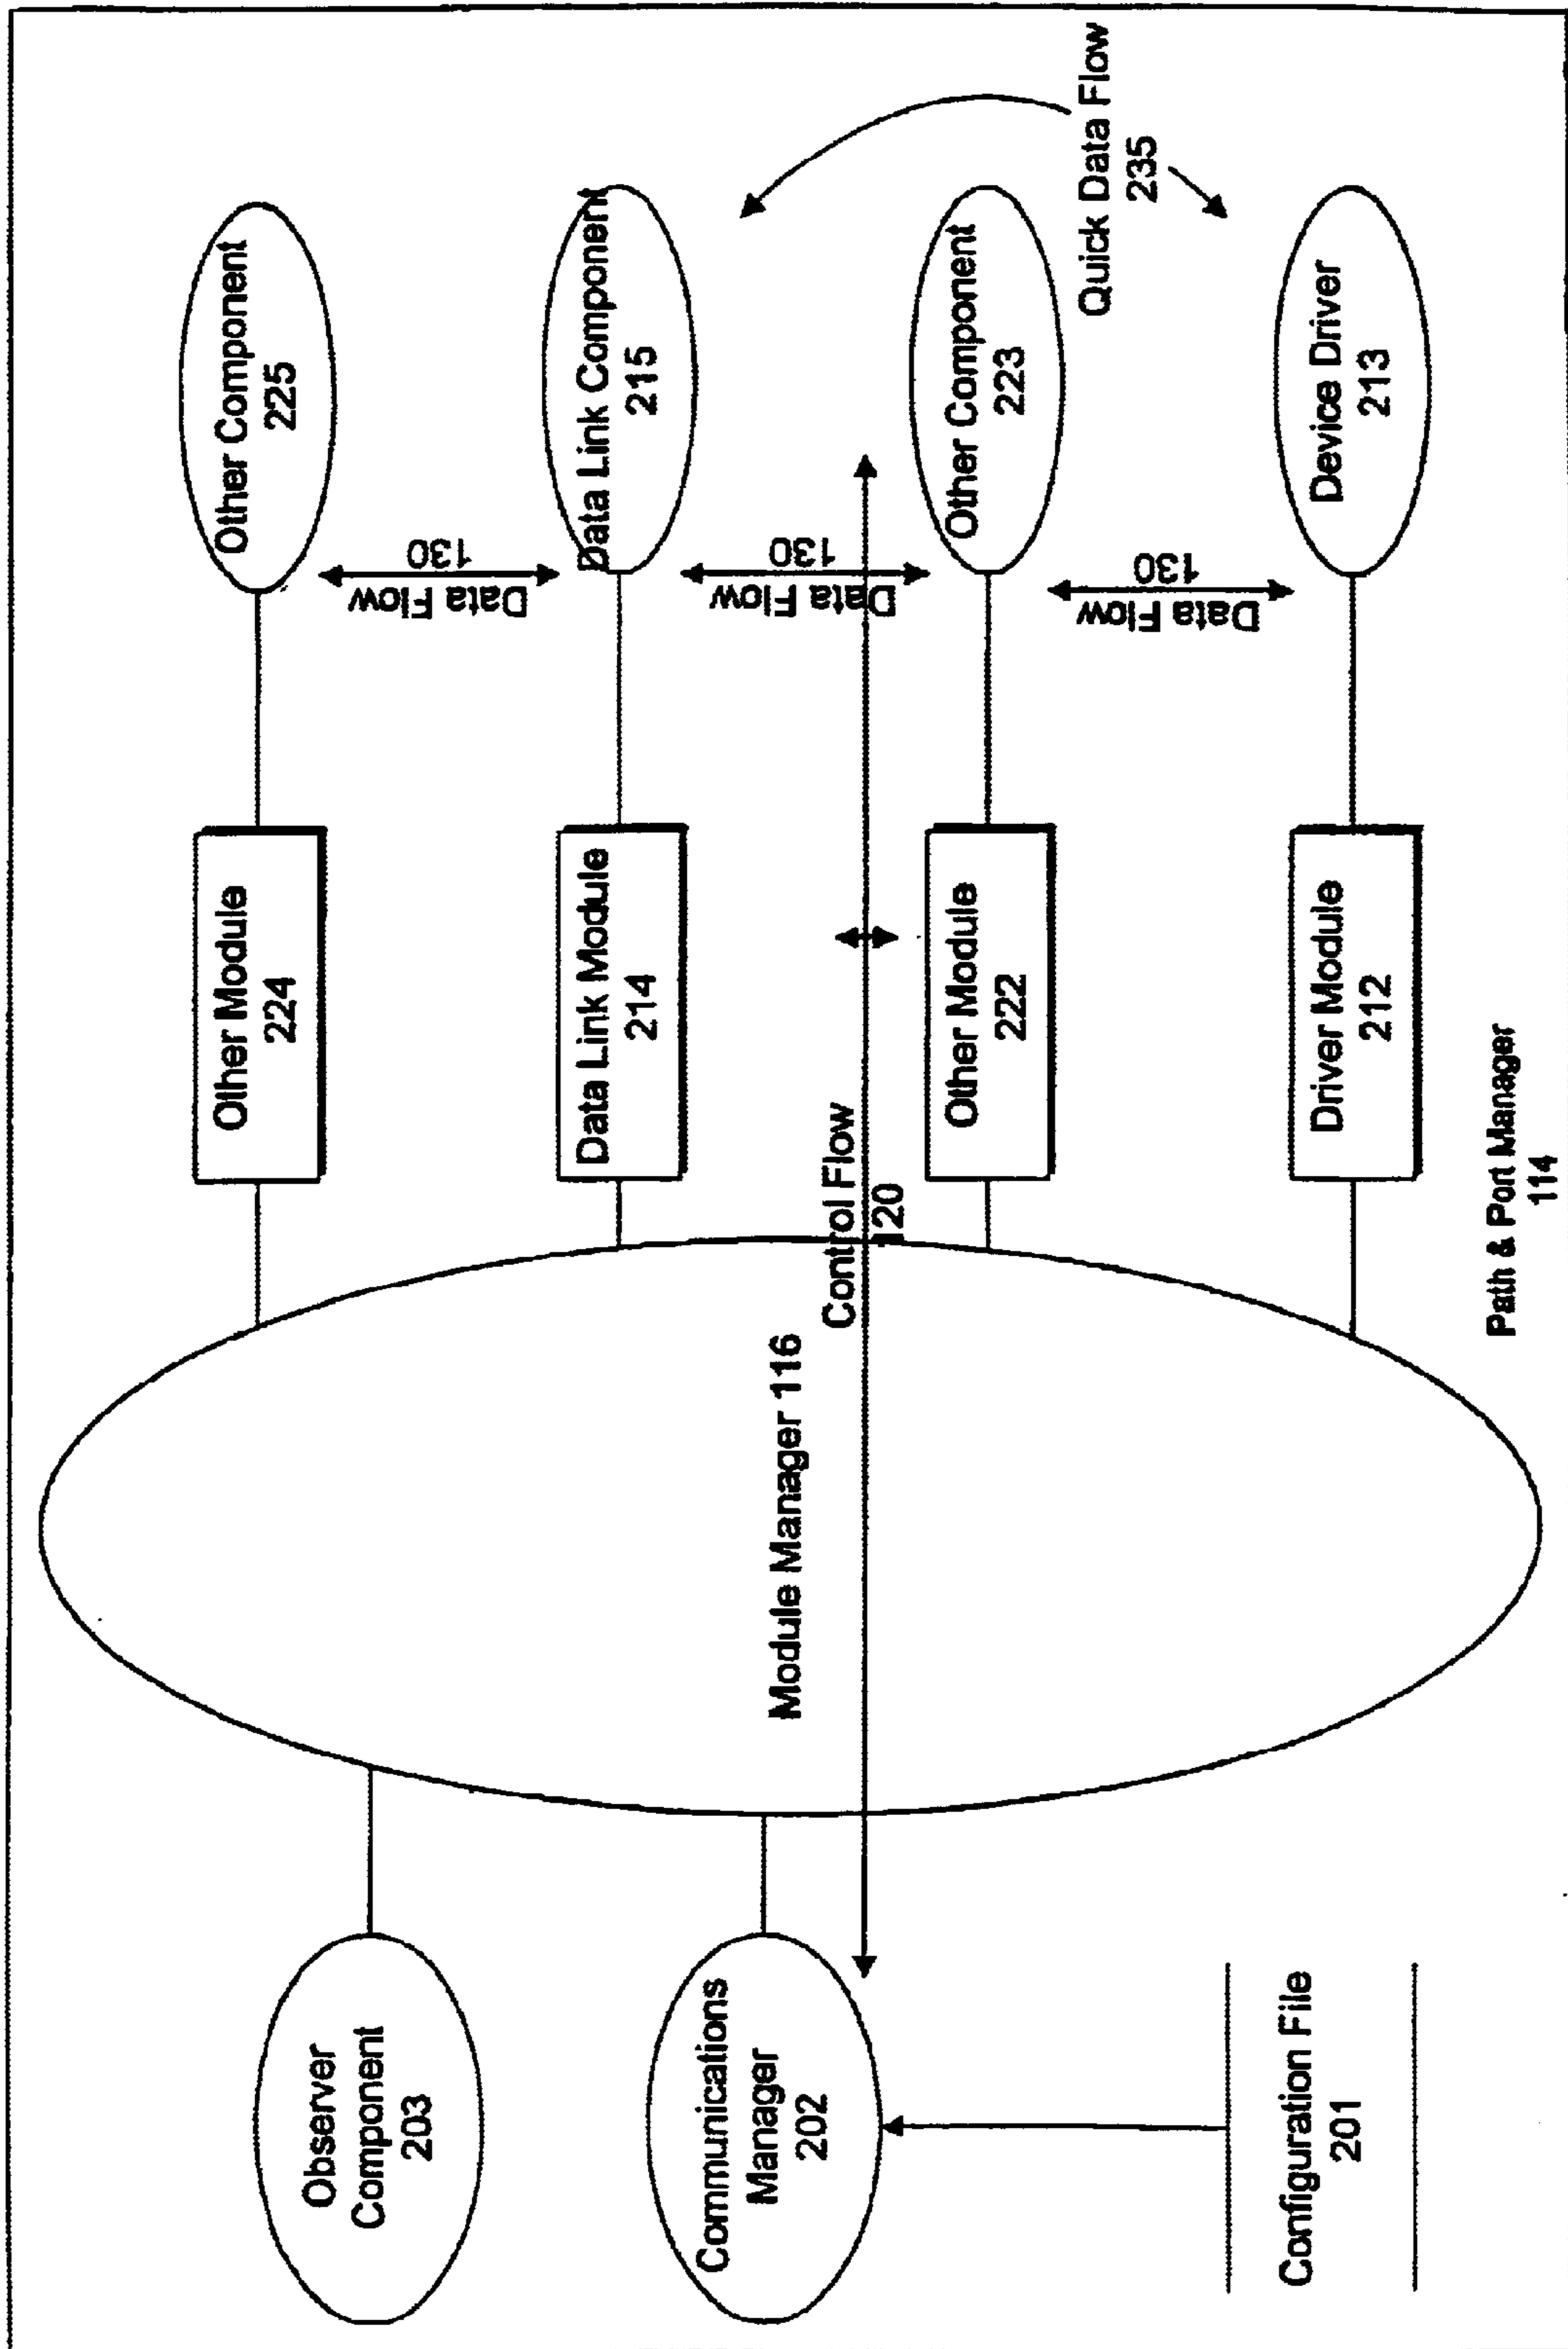 Observer
Component
203
Communications
Manager
202
Configuration File
201
Module Manager 116
Control Flow
120
Other Module
224
Data Link Module
214
Other Module
222
Driver Module
212
Path & Port Manager
114
Other Component
225
Data Flow
130
Data Link Component
215
Data Flow
130
Other Component
223
Data Flow
130
Device Driver
213
Quick Data Flow
235